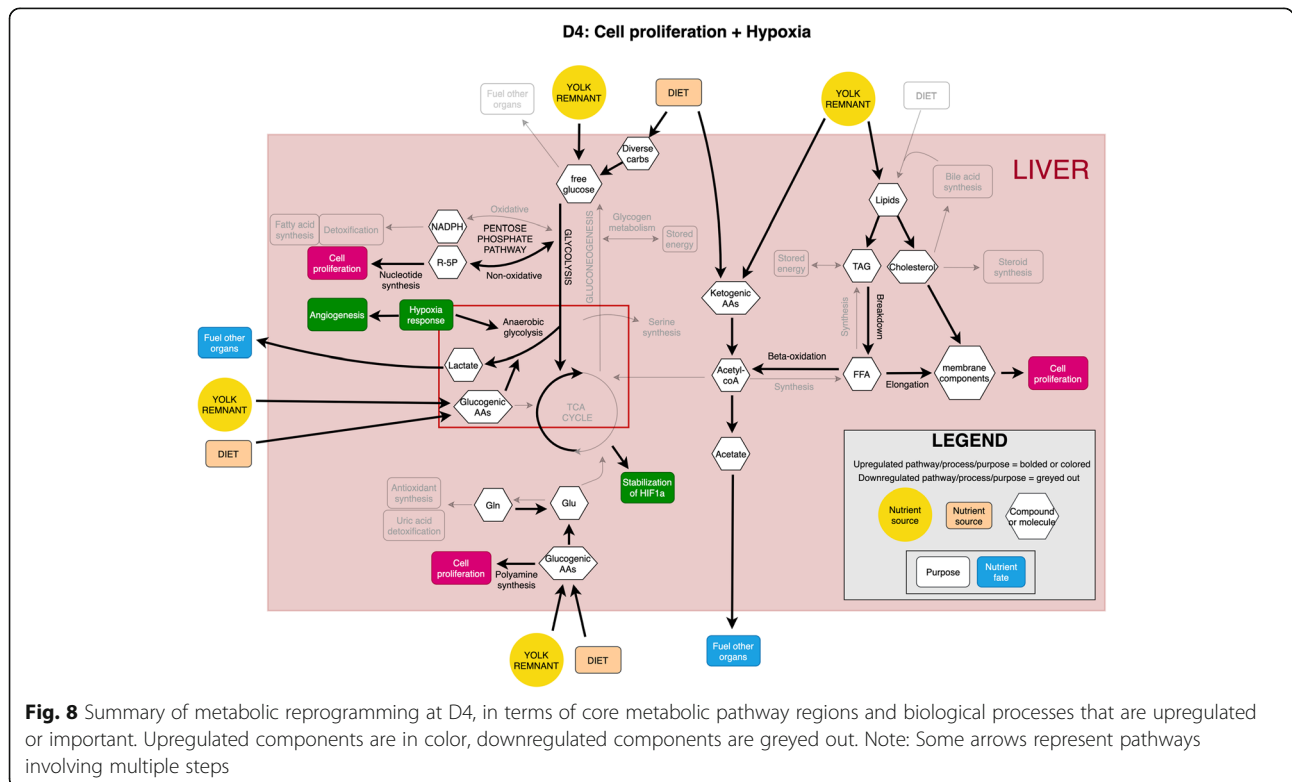 D4: Cell proliferation + Hypoxia
YOLK
REMNANT
DIET
YOLK
REMNANT
DIET
Fuel other
organs
Diverse
carbs
LIVER
free
glucose
Bile acid
synthesis
Lipids
Oxidative
NADPH
Fatty acid
synthesis
Detoxification
PENTOSE
PHOSPHATE
PATHWAY
GLYCOLYSIS
GLUCONEOGENESIS
Glycogen
metabolism
Stored
energy
Cell
proliferation
R-5P
Nucleotide
synthesis
Non-oxidative
Stored
energy
TAG
Cholesterol
Steroid
synthesis
Ketogenic
AAs
Synthesis
Breakdown
Angiogenesis
Hypoxia
response
Anaerobic
glycolysis
Serine
synthesis
Fuel other
organs
Lactate
Beta-oxidation
Acetyl-
coA
Synthesis
FFA
Elongation
membrane
components
Cell
proliferation
YOLK
REMNANT
Glucogenic
AAs
TCA
CYCLE
DIET
Acetate
Stabilization
of HIF1a
Antioxidant
synthesis
Uric acid
detoxification
Gln
Glu
Cell
proliferation
Polyamine
synthesis
Glucogenic
AAs
YOLK
REMNANT
DIET
Fuel other
organs
LEGEND
Upregulated pathway/process/purpose = bolded or colored
Downregulated pathway/process/purpose = greyed out
Nutrient
source
Nutrient
source
Compound
or molecule
Purpose
Nutrient
fate
Fig. 8 Summary of metabolic reprogramming at D4, in terms of core metabolic pathway regions and biological processes that are upregulated
or important. Upregulated components are in color, downregulated components are greyed out. Note: Some arrows represent pathways
involving multiple steps